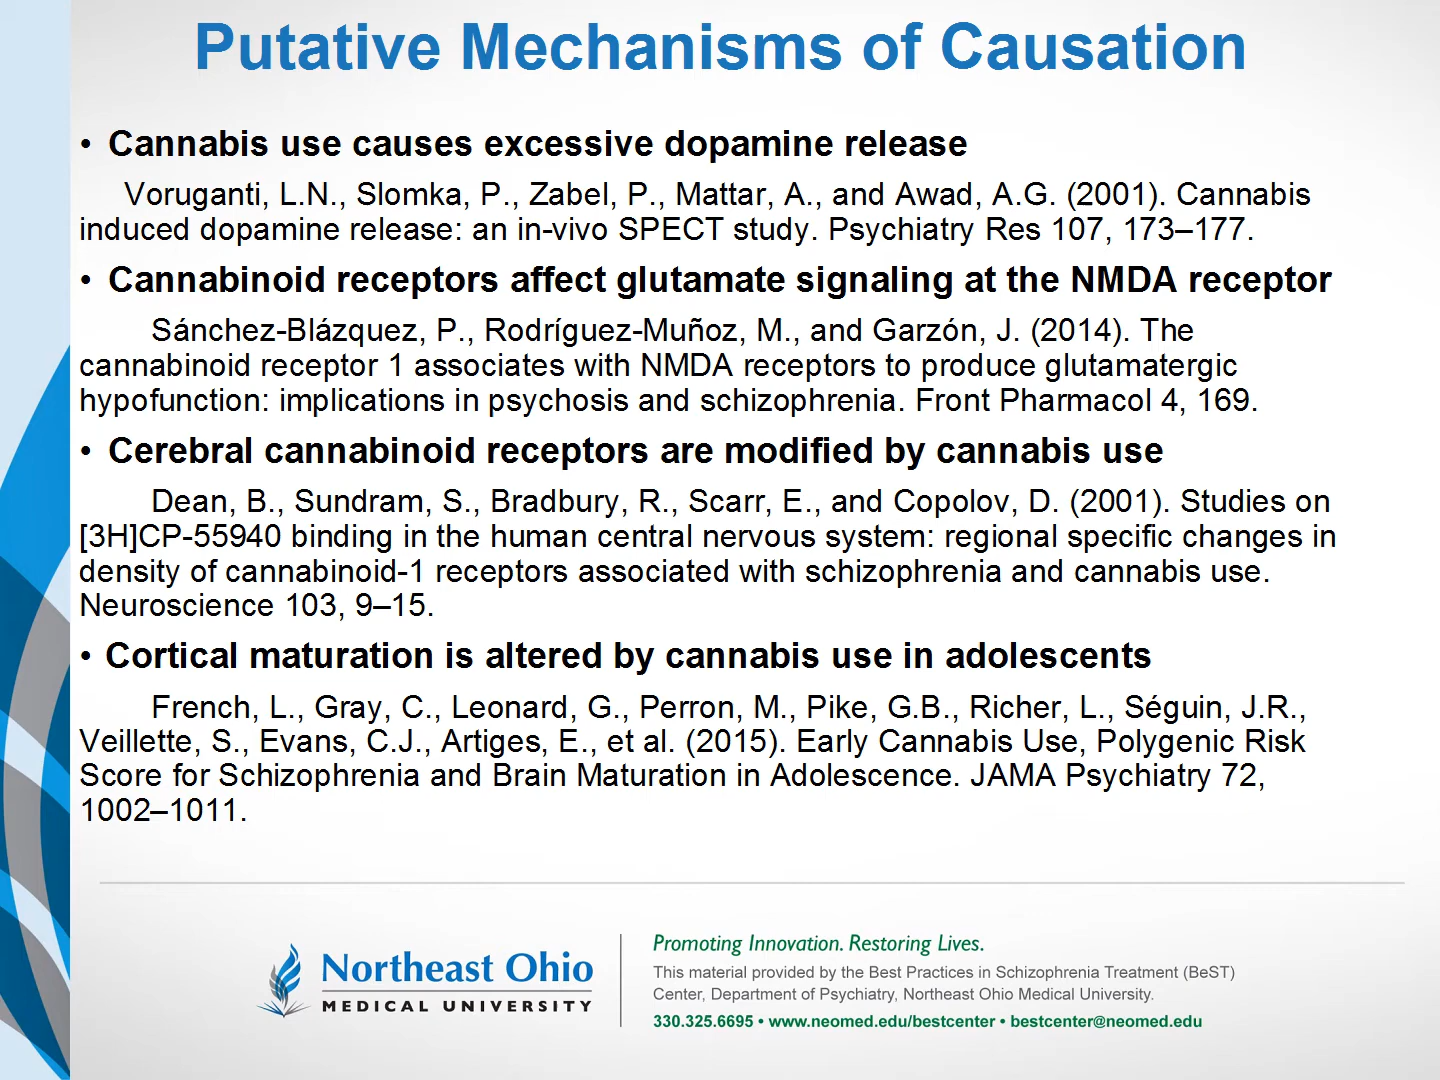 Putative Mechanisms of Causation
• Cannabis use causes excessive dopamine release
Voruganti, L.N., Slomka, P., Zabel, P., Mattar, A., and Awad, A.G. (2001). Cannabis
induced dopamine release: an in-vivo SPECT study. Psychiatry Res 107, 173–177.
• Cannabinoid receptors affect glutamate signaling at the NMDA receptor
Sánchez-Blázquez, P., Rodríguez-Muñoz, M., and Garzón, J. (2014). The
cannabinoid receptor 1 associates with NMDA receptors to produce glutamatergic
hypofunction: implications in psychosis and schizophrenia. Front Pharmacol 4, 169.
• Cerebral cannabinoid receptors are modified by cannabis use
Dean, B., Sundram, S., Bradbury, R., Scarr, E., and Copolov, D. (2001). Studies on
[3H]CP-55940 binding in the human central nervous system: regional specific changes in
density of cannabinoid-1 receptors associated with schizophrenia and cannabis use.
Neuroscience 103, 9–15.
• Cortical maturation is altered by cannabis use in adolescents
French, L., Gray, C., Leonard, G., Perron, M., Pike, G.B., Richer, L., Séguin, J.R.,
Veillette, S., Evans, C.J., Artiges, E., et al. (2015). Early Cannabis Use, Polygenic Risk
Score for Schizophrenia and Brain Maturation in Adolescence. JAMA Psychiatry 72,
1002–1011.
Northeast Ohio
MEDICAL UNIVERSITY
Promoting Innovation. Restoring Lives.
This material provided by the Best Practices in Schizophrenia Treatment (BeST)
Center, Department of Psychiatry, Northeast Ohio Medical University.
330.325.6695 • www.neomed.edu/bestcenter • bestcenter@neomed.edu